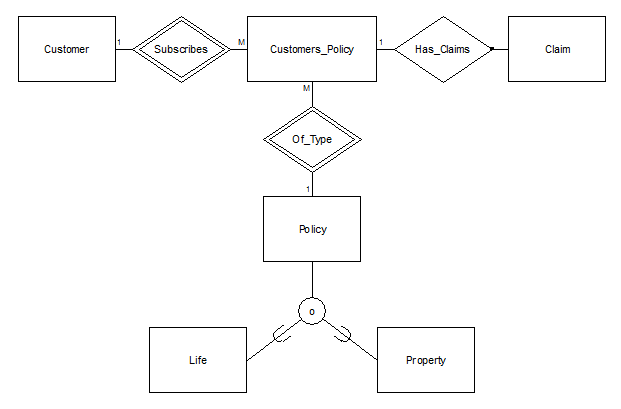 Customer
1
Subscribes
M
Customers_Policy
1
Has_Claims
Claim
M
Of_Type
1
Policy
o
Life
Property